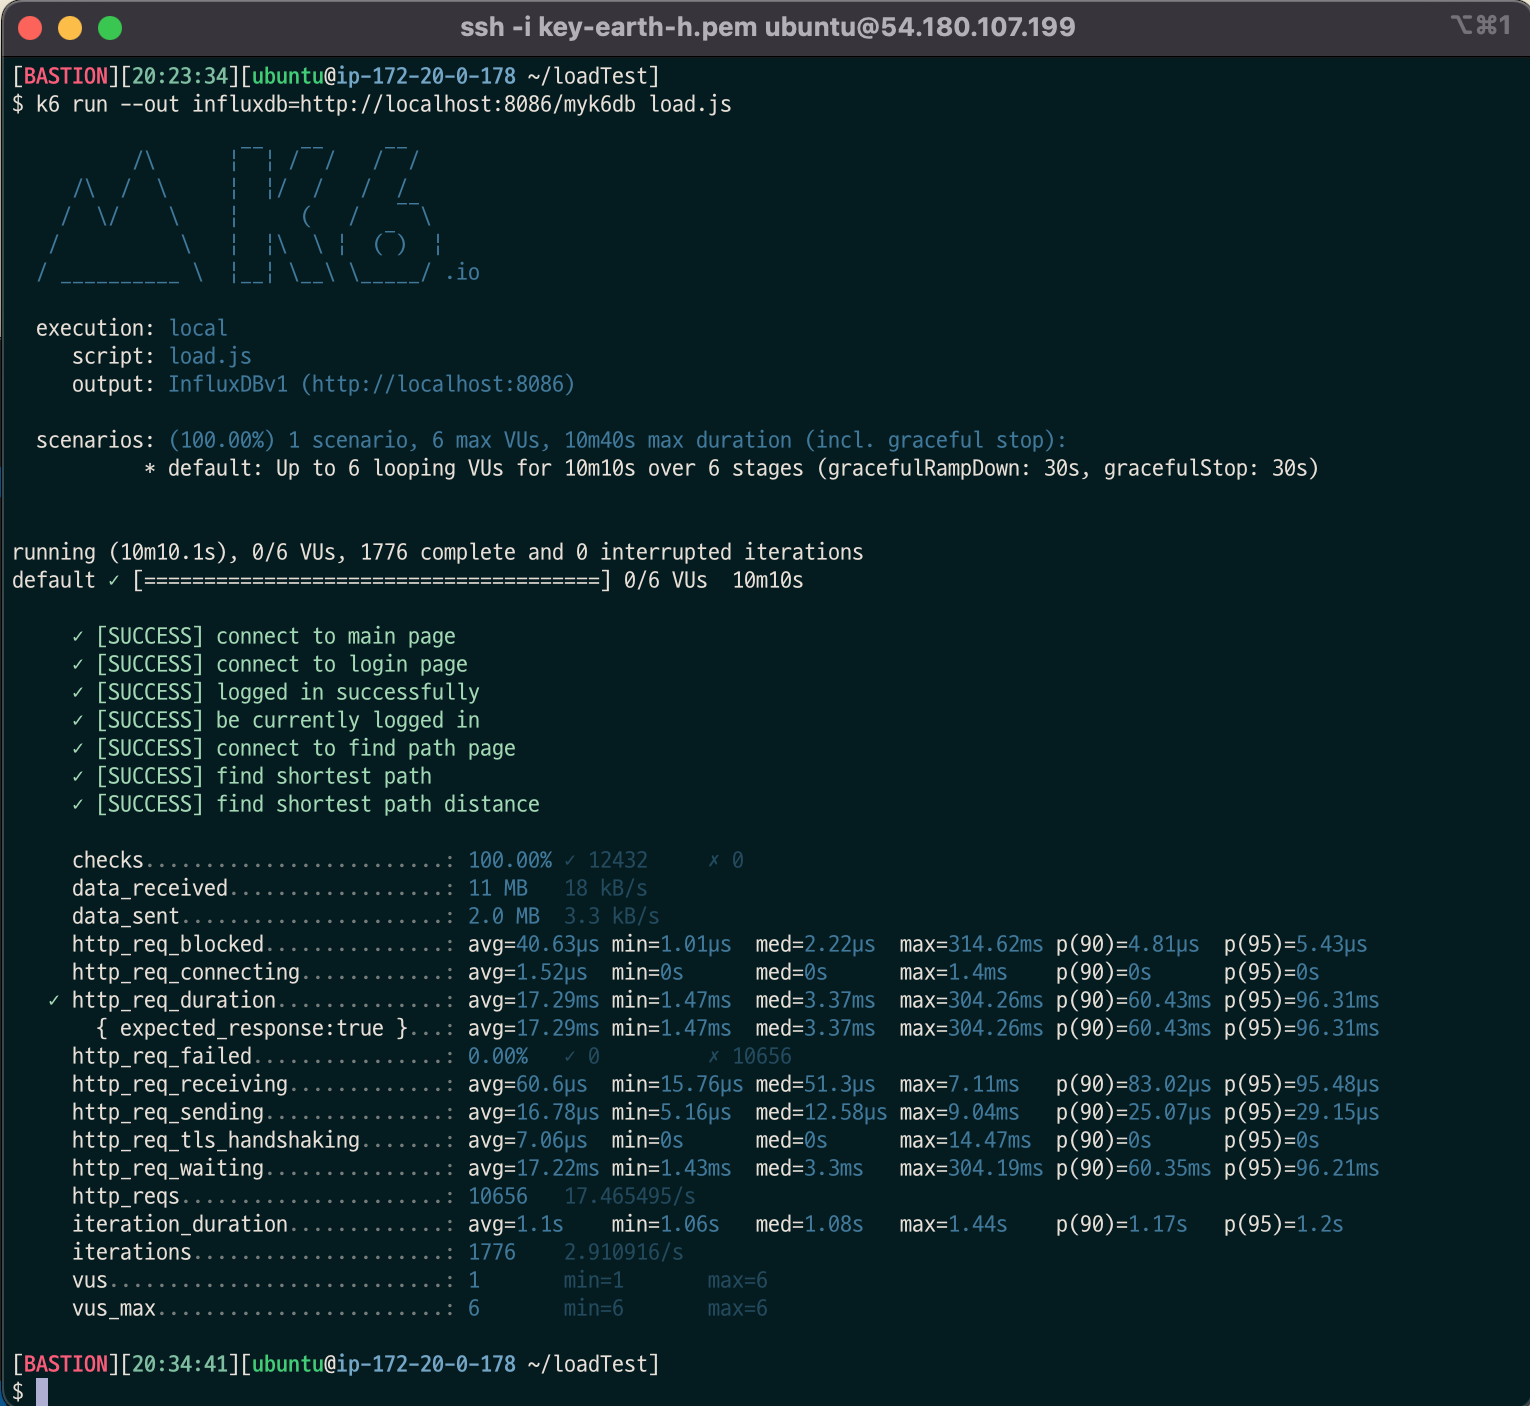 ssh -i key-earth-h.pem ubuntu@54.180.107.199 ⌥⌘1
[BASTION][20:23:34][ubuntu@ip-172-20-0-178 ~/loadTest]
$ k6 run --out influxdb=http://localhost:8086/myk6db load.js
.io
execution: local
script: load.js
output: InfluxDBv1 (http://localhost:8086)
scenarios: (100.00%) 1 scenario, 6 max VUs, 10m40s max duration (incl. graceful stop):
* default: Up to 6 looping VUs for 10m10s over 6 stages (gracefulRampDown: 30s, gracefulStop: 30s)
running (10m10.1s), 0/6 VUs, 1776 complete and 0 interrupted iterations
default ✓ [======================================] 0/6 VUs  10m10s
✓ [SUCCESS] connect to main page
✓ [SUCCESS] connect to login page
✓ [SUCCESS] logged in successfully
✓ [SUCCESS] be currently logged in
✓ [SUCCESS] connect to find path page
✓ [SUCCESS] find shortest path
✓ [SUCCESS] find shortest path distance
checks.........................: 100.00% ✓ 12432     ✗ 0
data_received..................: 11 MB   18 kB/s
data_sent......................: 2.0 MB  3.3 kB/s
http_req_blocked...............: avg=40.63µs min=1.01µs  med=2.22µs  max=314.62ms p(90)=4.81µs  p(95)=5.43µs
http_req_connecting............: avg=1.52µs  min=0s      med=0s      max=1.4ms    p(90)=0s      p(95)=0s
✓ http_req_duration..............: avg=17.29ms min=1.47ms  med=3.37ms  max=304.26ms p(90)=60.43ms p(95)=96.31ms
{ expected_response:true }...: avg=17.29ms min=1.47ms  med=3.37ms  max=304.26ms p(90)=60.43ms p(95)=96.31ms
http_req_failed................: 0.00%   ✓ 0         ✗ 10656
http_req_receiving.............: avg=60.6µs  min=15.76µs med=51.3µs  max=7.11ms   p(90)=83.02µs p(95)=95.48µs
http_req_sending...............: avg=16.78µs min=5.16µs  med=12.58µs max=9.04ms   p(90)=25.07µs p(95)=29.15µs
http_req_tls_handshaking.......: avg=7.06µs  min=0s      med=0s      max=14.47ms  p(90)=0s      p(95)=0s
http_req_waiting...............: avg=17.22ms min=1.43ms  med=3.3ms   max=304.19ms p(90)=60.35ms p(95)=96.21ms
http_reqs......................: 10656   17.465495/s
iteration_duration.............: avg=1.1s    min=1.06s   med=1.08s   max=1.44s    p(90)=1.17s   p(95)=1.2s
iterations.....................: 1776    2.910916/s
vus............................: 1       min=1       max=6
vus_max........................: 6       min=6       max=6
[BASTION][20:34:41][ubuntu@ip-172-20-0-178 ~/loadTest]
$